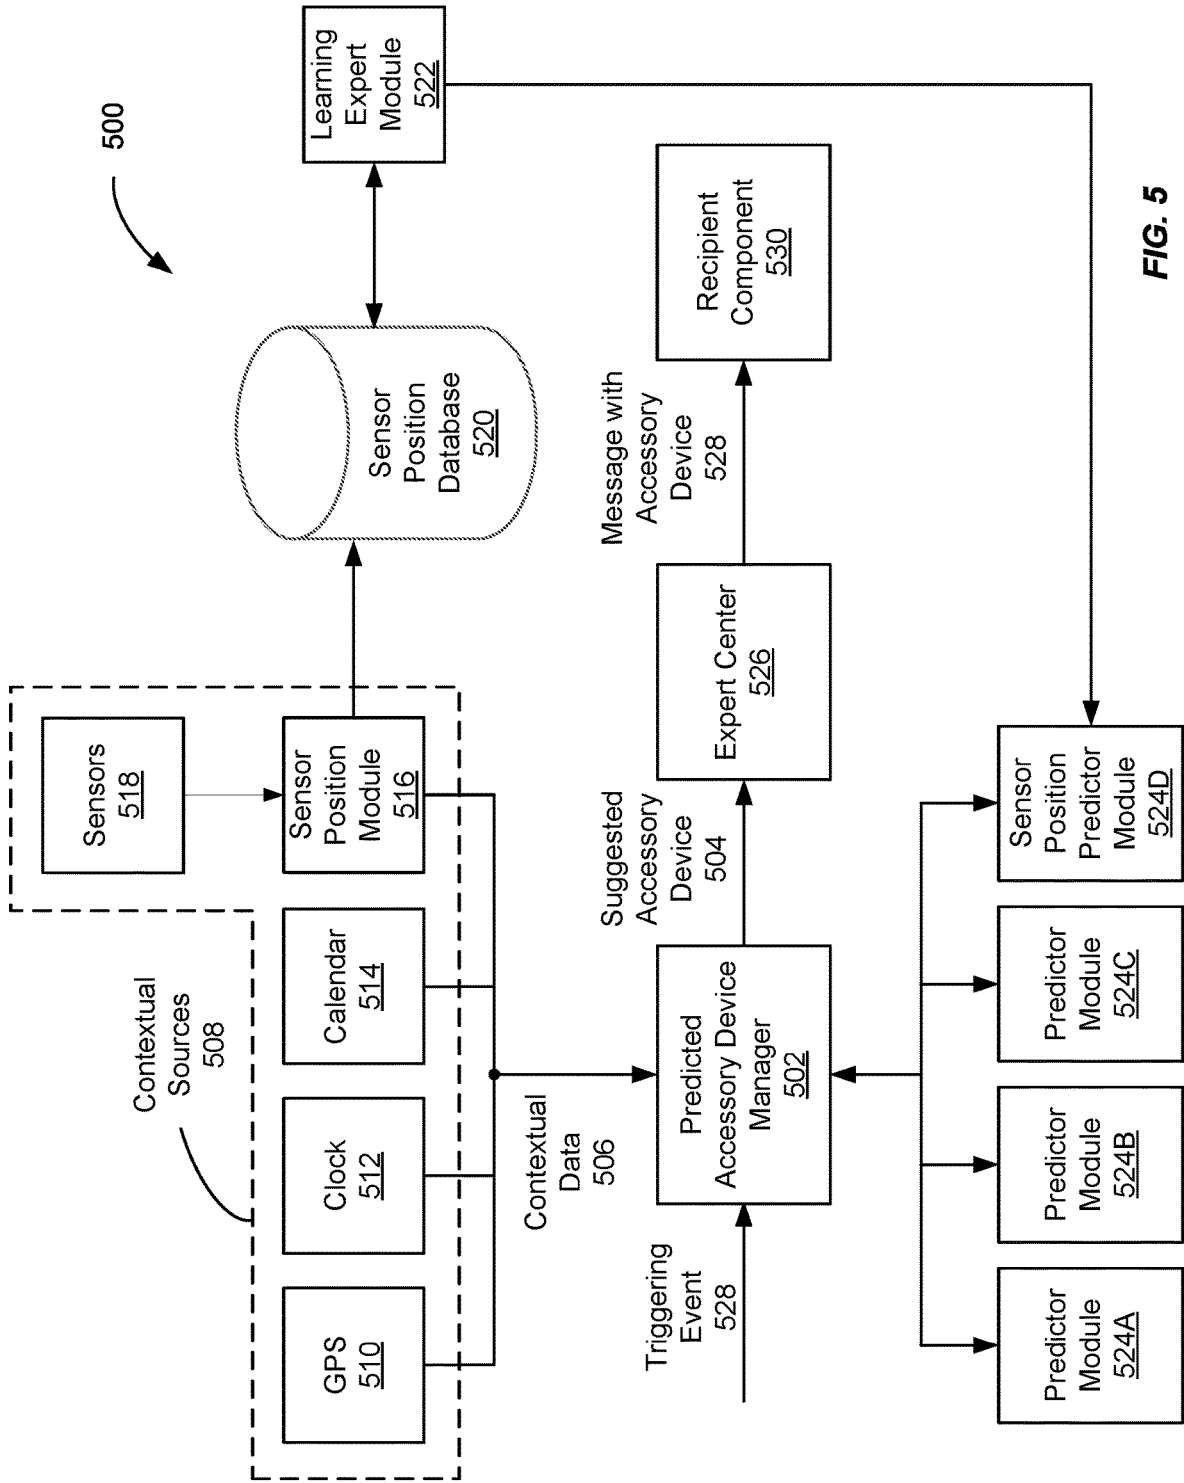 500
Sensors
518
Contextual
Sources
508
GPS
510
Clock
512
Calendar
514
Sensor
Position
Module
516
Sensor
Position
Database
520
Learning
Expert
Module
522
Contextual
Data
506
Triggering
Event
528
Predicted
Accessory Device
Manager
502
Suggested
Accessory
Device
504
Expert Center
526
Message with
Accessory
Device
528
Recipient
Component
530
Predictor
Module
524A
Predictor
Module
524B
Predictor
Module
524C
Sensor
Position
Predictor
Module
524D
FIG. 5